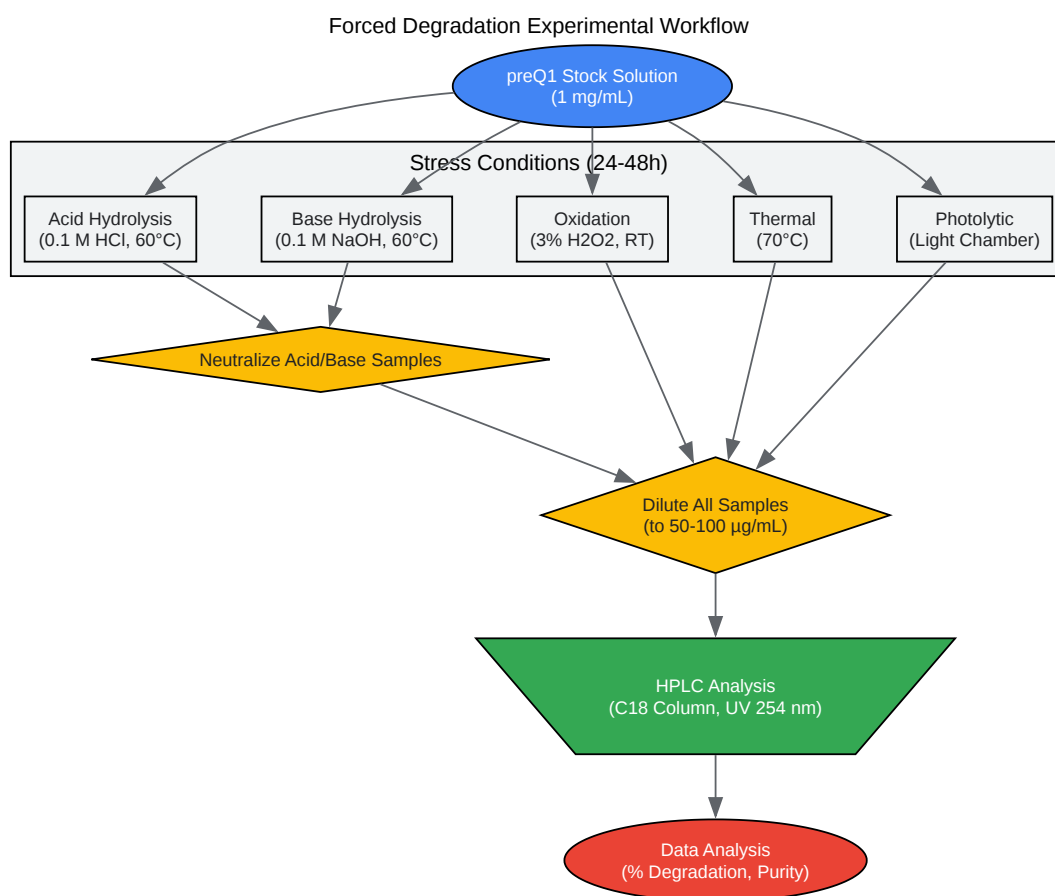 Forced Degradation Experimental Workflow
preQ1 Stock Solution
(1 mg/mL)
Stress Conditions (24-48h)
Acid Hydrolysis
(0.1 M HCl, 60°C)
Base Hydrolysis
(0.1 M NaOH, 60°C)
Oxidation
(3% H2O2, RT)
Thermal
(70°C)
Photolytic
(Light Chamber)
Neutralize Acid/Base Samples
Dilute All Samples
(to 50-100 µg/mL)
HPLC Analysis
(C18 Column, UV 254 nm)
Data Analysis
(% Degradation, Purity)